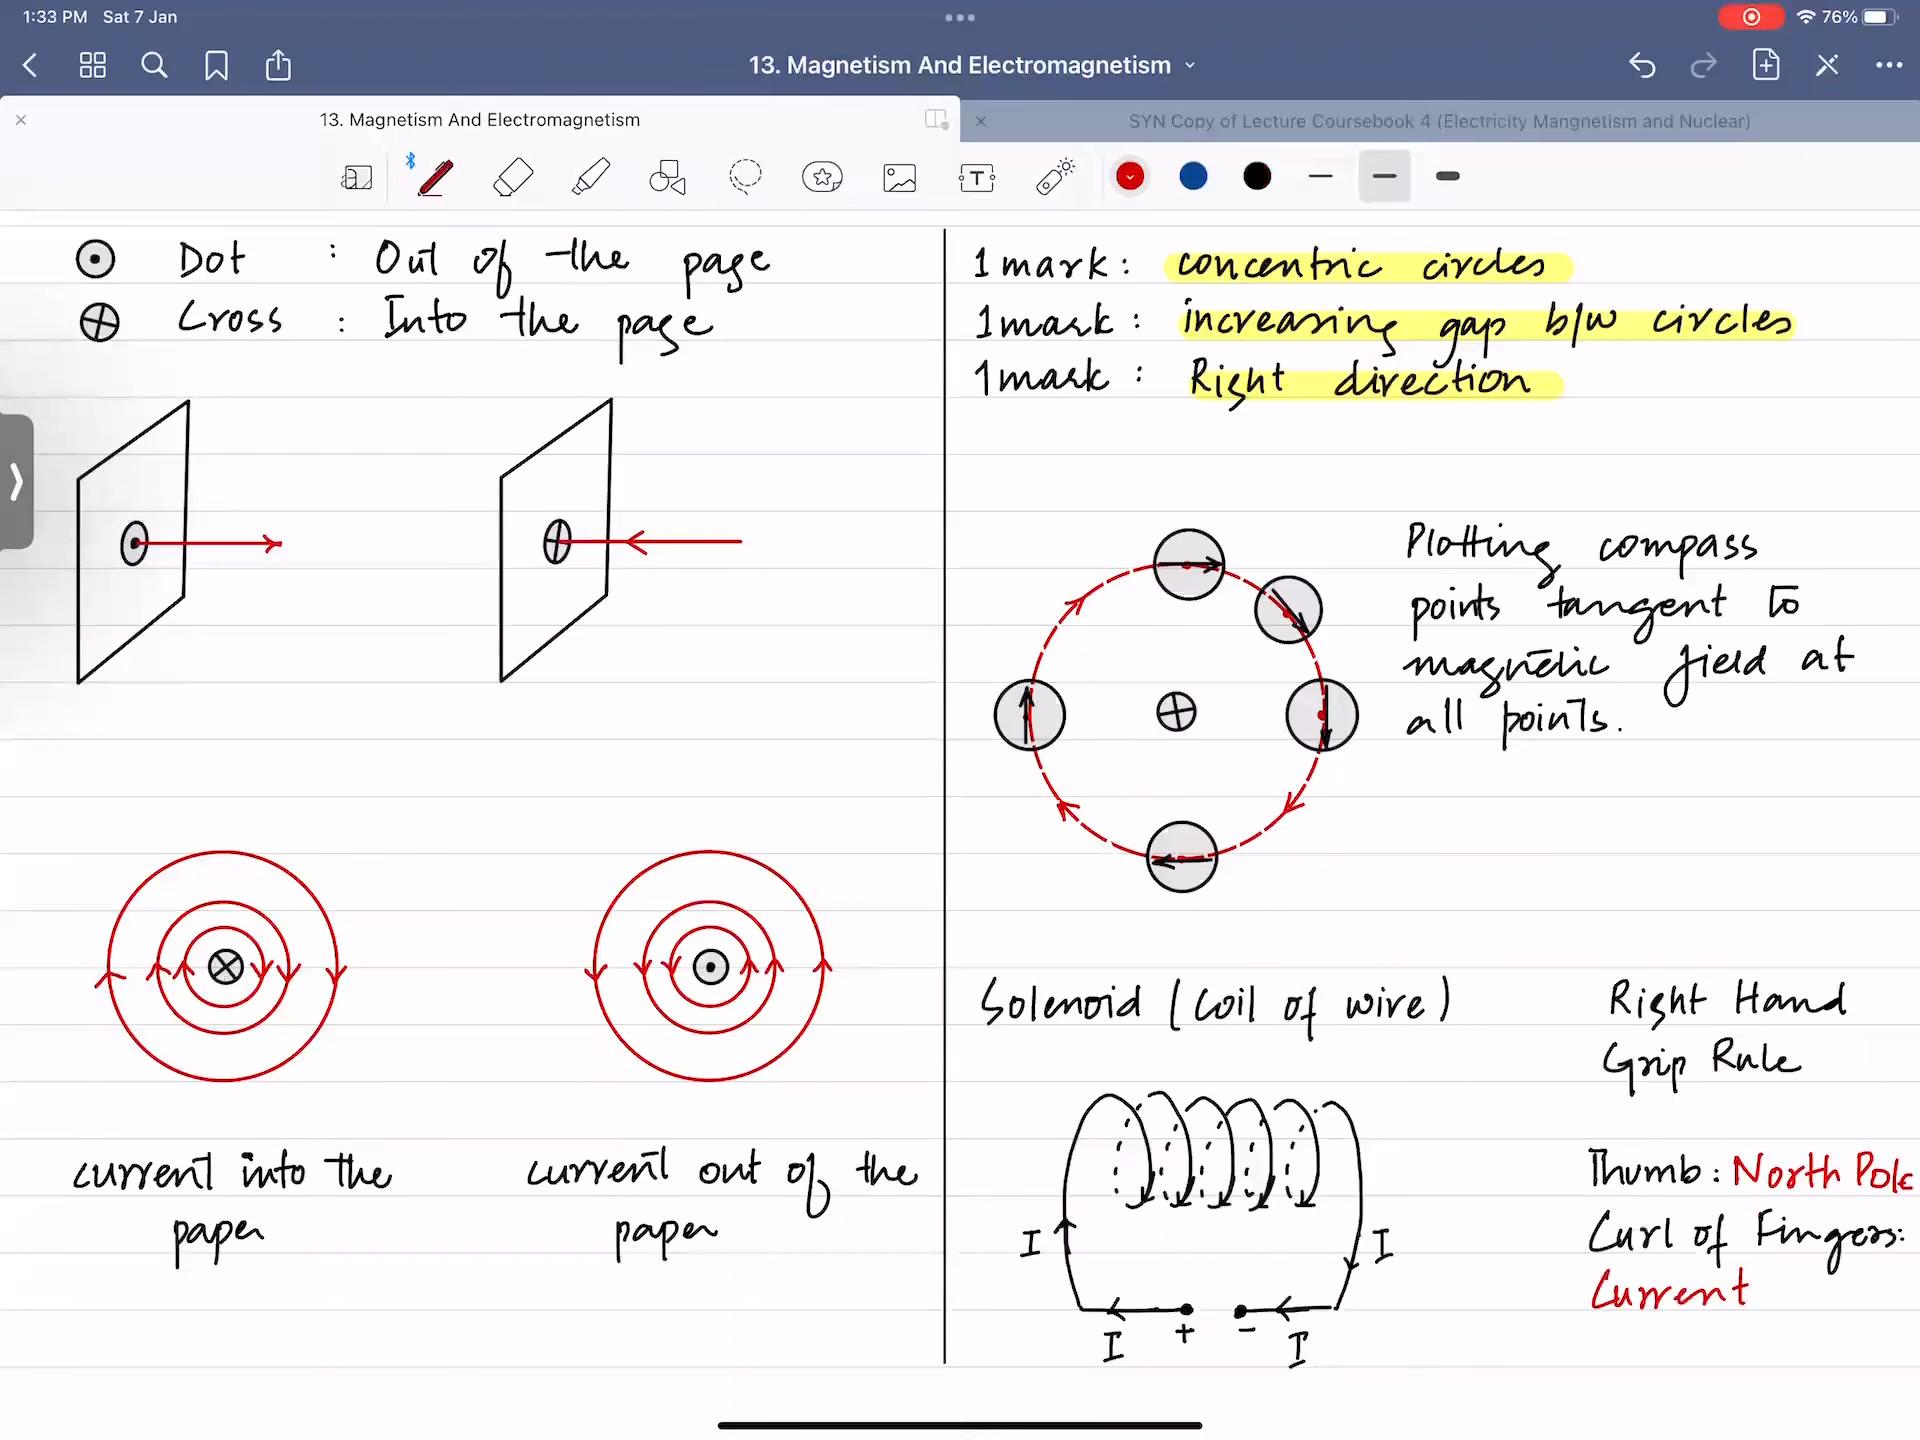 1:33 PM Sat 7 Jan
76%
13. Magnetism And Electromagnetism
13. Magnetism And Electromagnetism
SYN Copy of Lecture Coursebook 4 (Electricity Mangnetism and Nuclear)
Dot : Out of the page
Cross : Into the page
current into the
paper
current out of the
paper
1 mark : concentric circles
1 mark : increasing gap b/w circles
1 mark : Right direction
Plotting compass
points tangent to
magnetic field at
all points.
Solenoid (coil of wire)
Right Hand
Grip Rule
I
I
I
+
-
I
Thumb : North Pole
Curl of Fingers:
Current